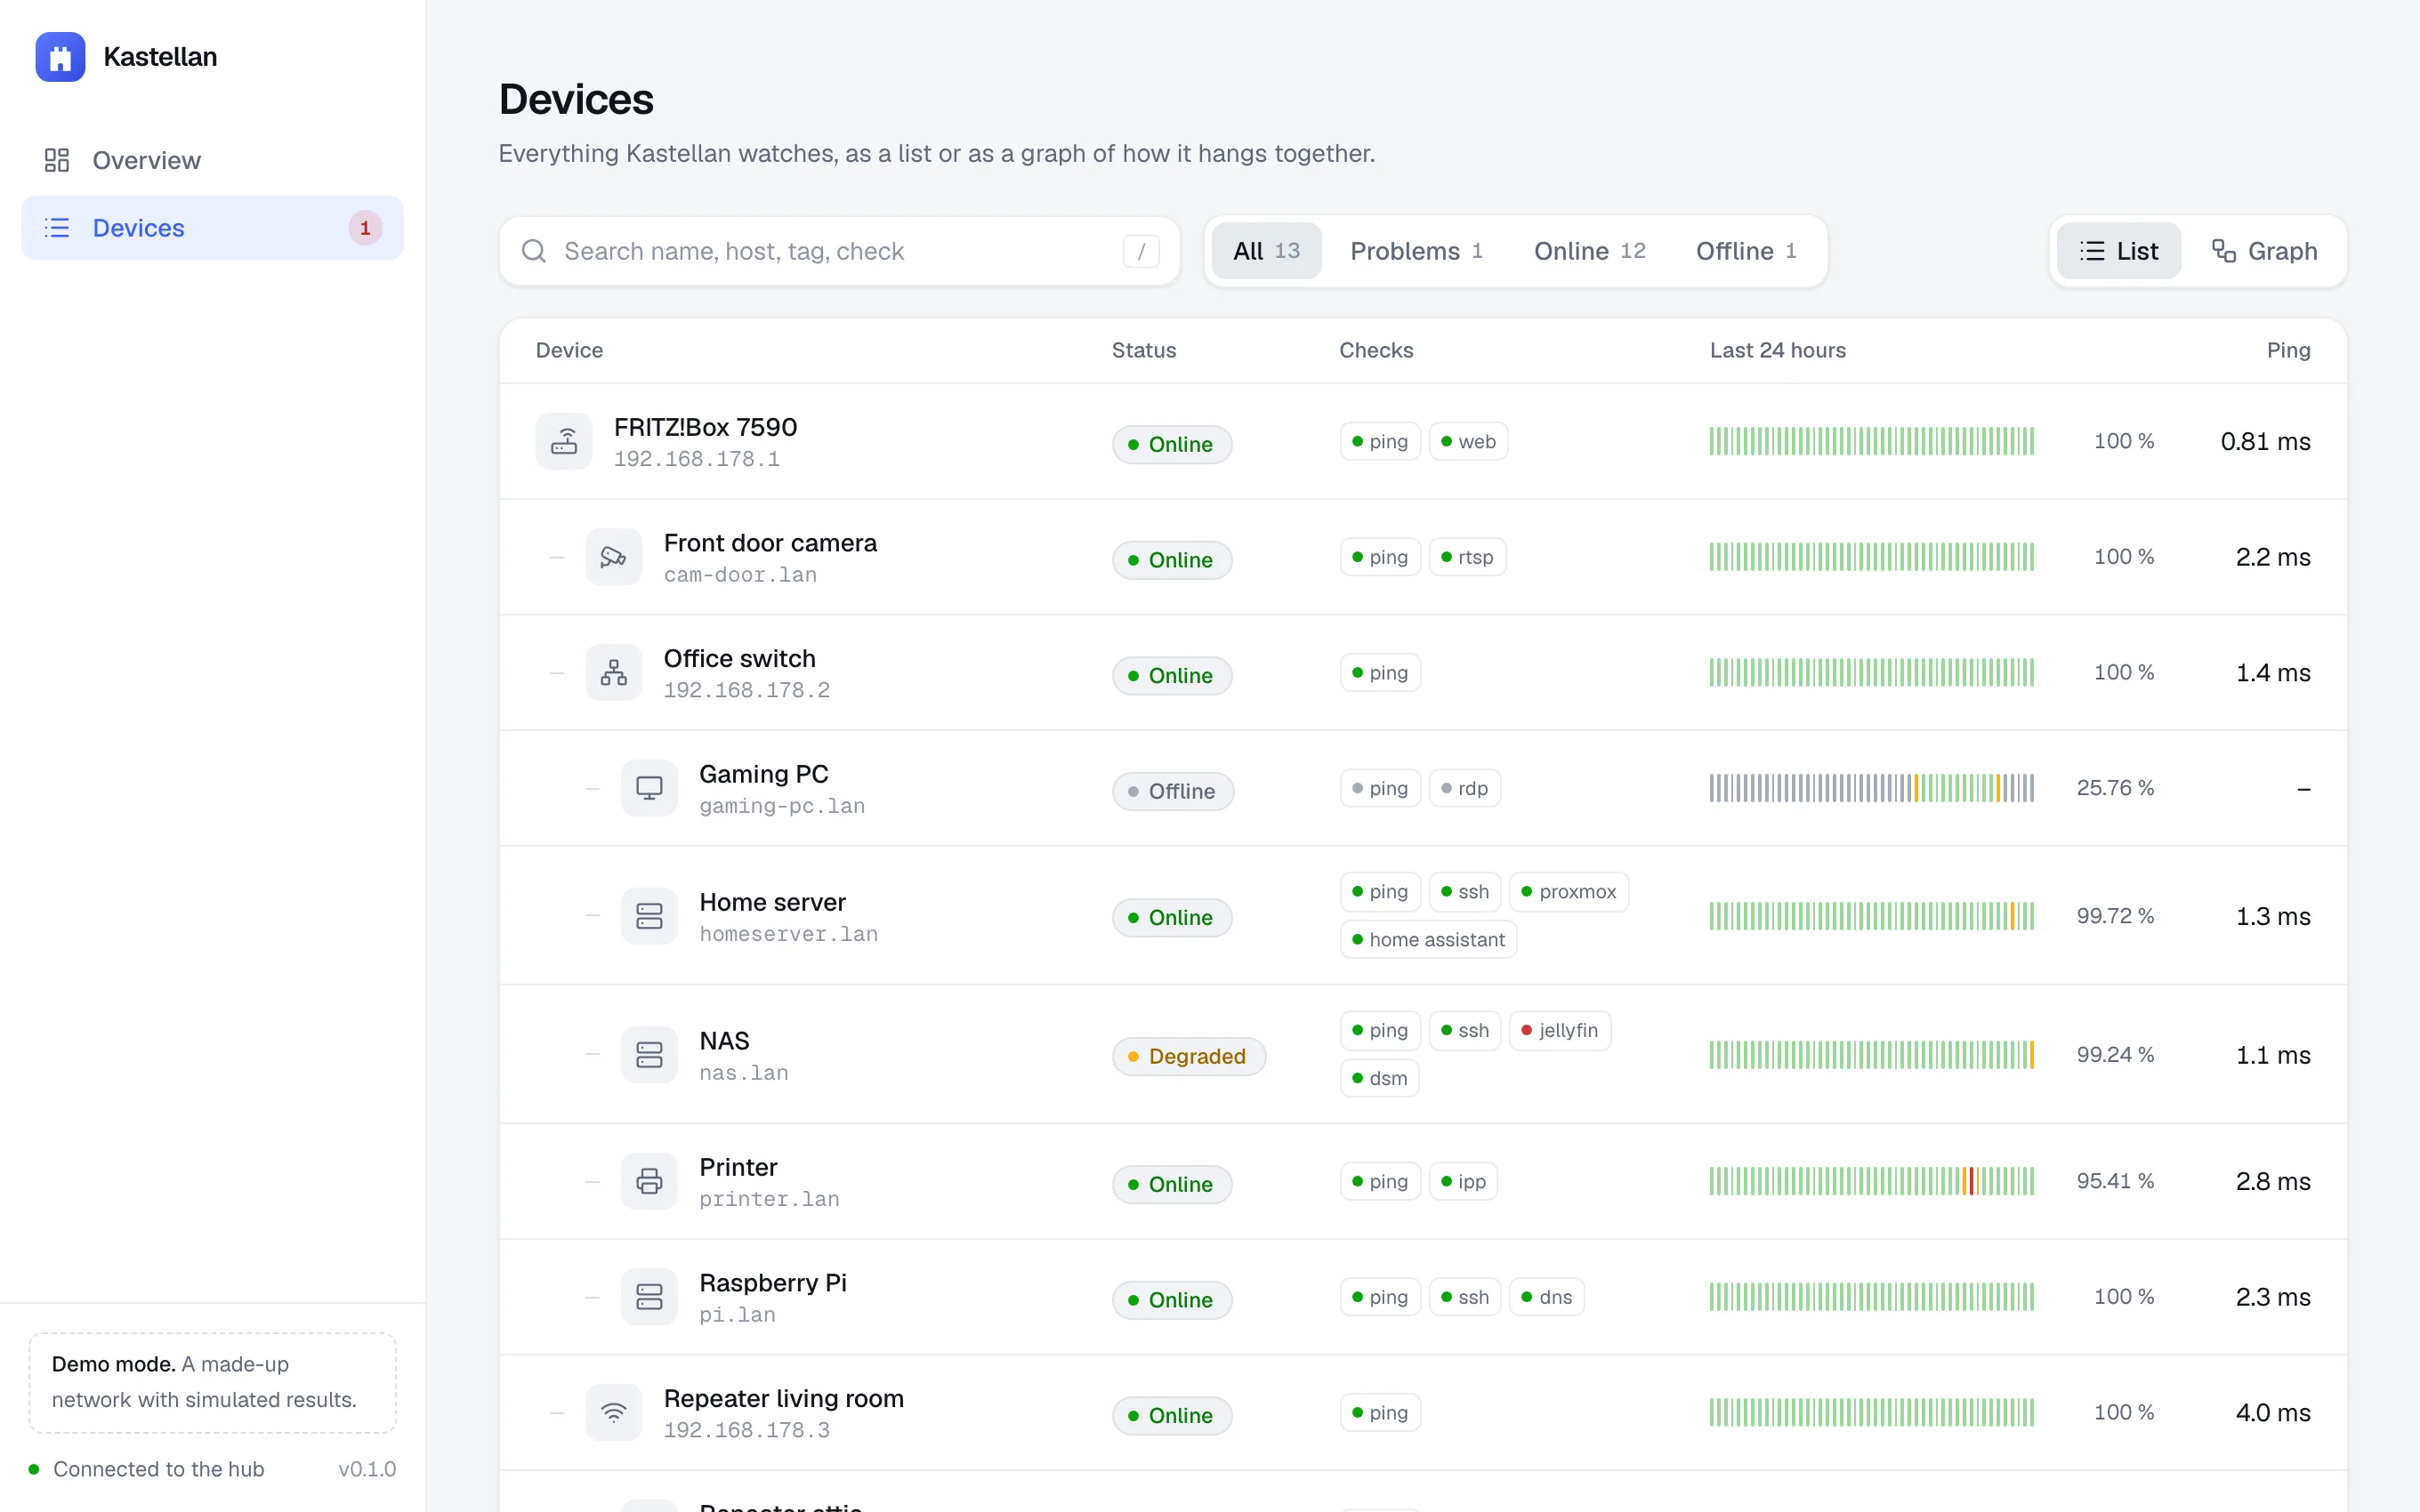 Kastellan
Overview
Devices 1
Demo mode. A made-up
network with simulated results.
Connected to the hub v0.1.0
Devices
Everything Kastellan watches, as a list or as a graph of how it hangs together.
Search name, host, tag, check /
All 13 Problems 1 Online 12 Offline 1
List Graph
Device Status Checks Last 24 hours Ping
FRITZ!Box 7590
192.168.178.1
Online ping web 100 % 0.81 ms
Front door camera
cam-door.lan
Online ping rtsp 100 % 2.2 ms
Office switch
192.168.178.2
Online ping 100 % 1.4 ms
Gaming PC
gaming-pc.lan
Offline ping rdp 25.76 % –
Home server
homeserver.lan
Online ping ssh proxmox
home assistant
99.72 % 1.3 ms
NAS
nas.lan
Degraded ping ssh jellyfin
dsm
99.24 % 1.1 ms
Printer
printer.lan
Online ping ipp 95.41 % 2.8 ms
Raspberry Pi
pi.lan
Online ping ssh dns 100 % 2.3 ms
Repeater living room
192.168.178.3
Online ping 100 % 4.0 ms
Repeater attic